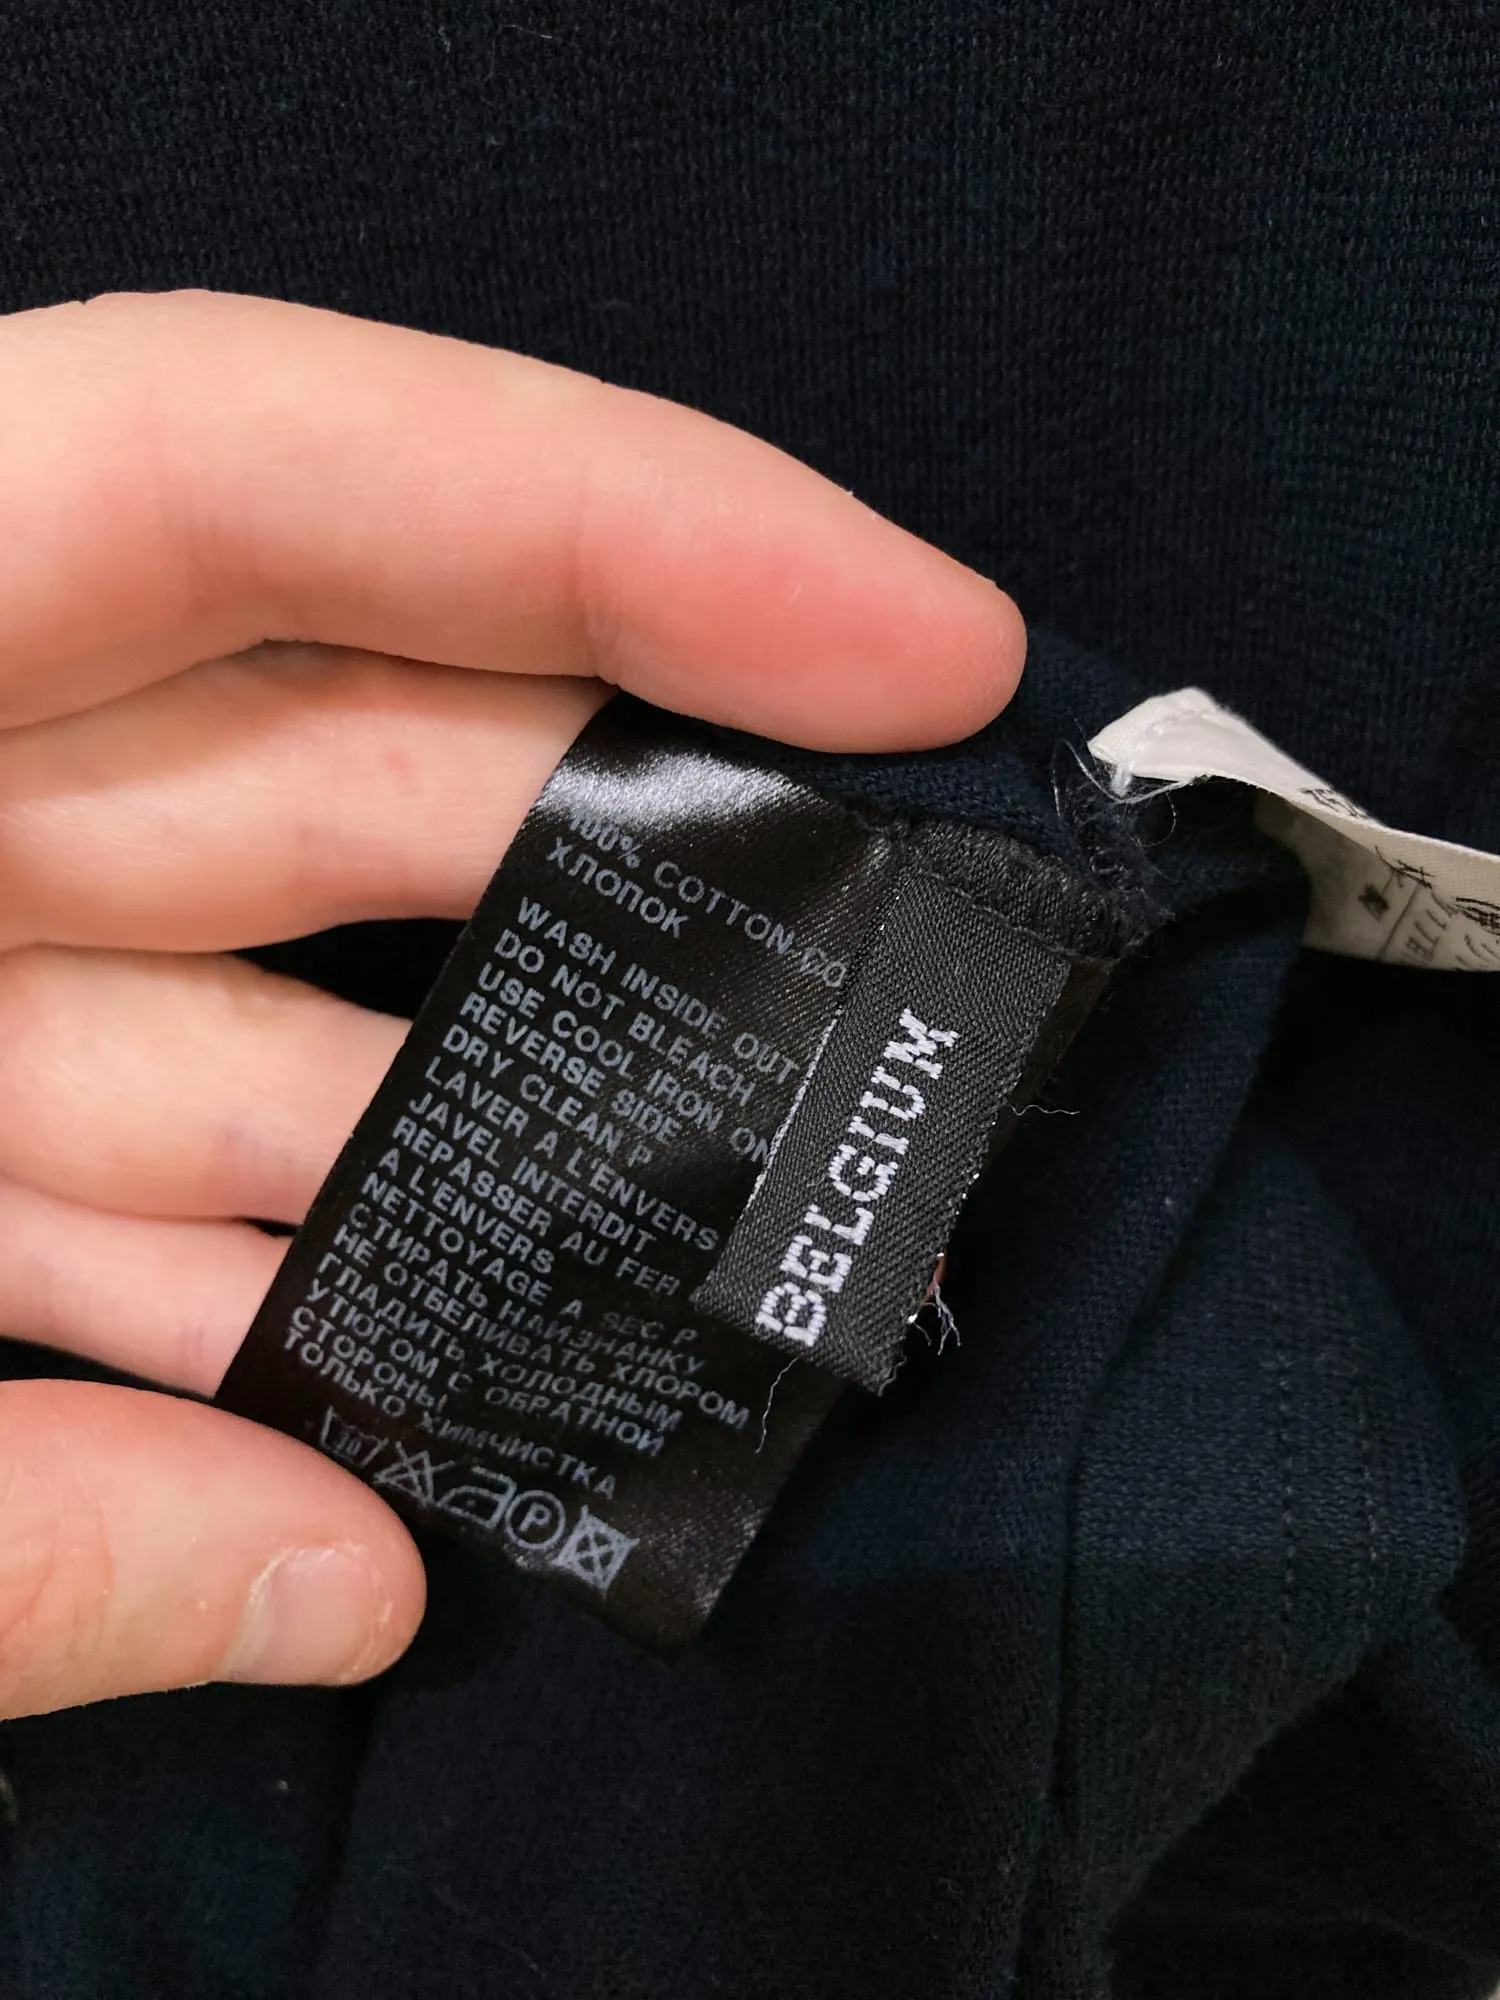 100% COTTON-CO
ХЛОПОК
WASH INSIDE OUT
DO NOT BLEACH
USE COOL IRON ON
REVERSE SIDE
DRY CLEAN P
LAVER A L'ENVERS
JAVEL INTERDIT
REPASSER AU FER
A L'ENVERS
NETTOYAGE A SEC P
СТИРАТЬ НАИЗНАНКУ
НЕ ОТБЕЛИВАТЬ ХЛОРОМ
ГЛАДИТЬ ХОЛОДНЫМ
УТЮГОМ С ОБРАТНОЙ
СТОРОНЫ
ТОЛЬКО ХИМЧИСТКА
30
P
BELGIUM